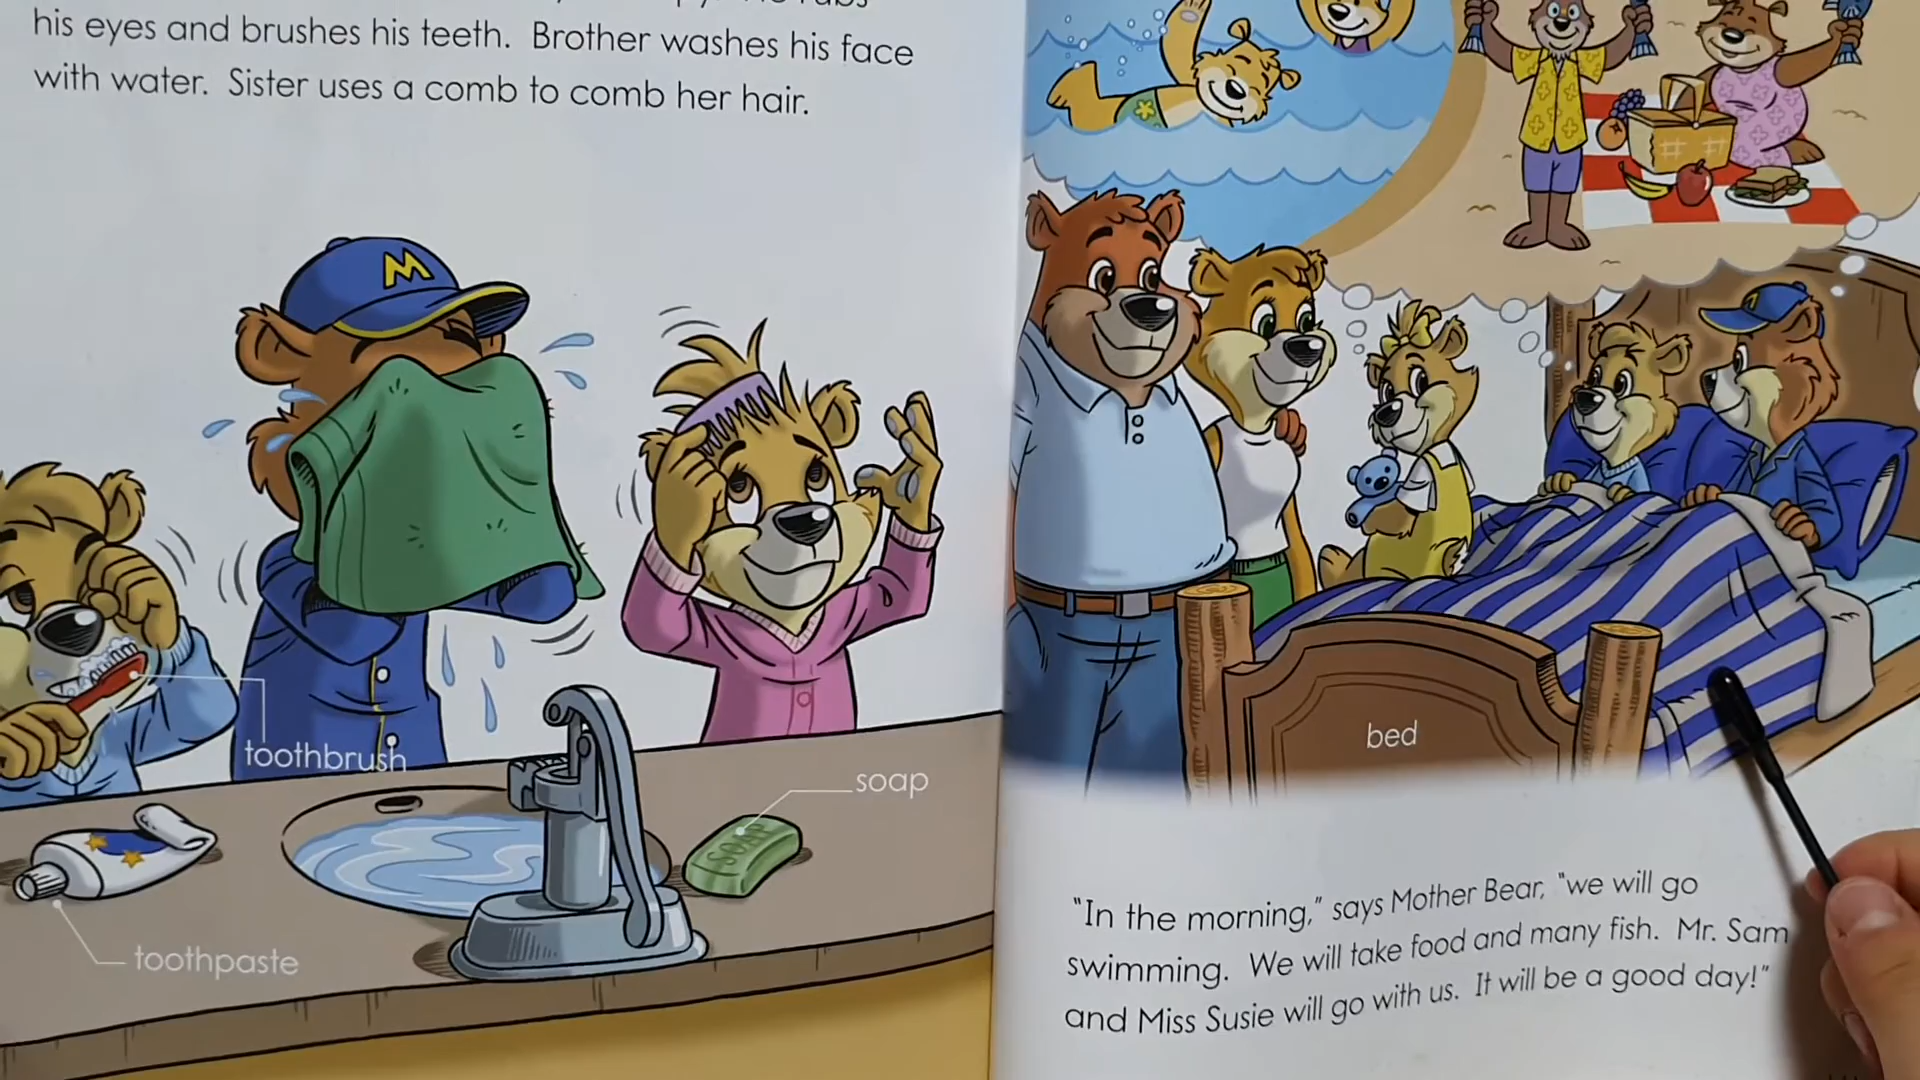 his eyes and brushes his teeth. Brother washes his face
with water. Sister uses a comb to comb her hair.
M
toothbrush
soap
SOAP
toothpaste
bed
"In the morning," says Mother Bear, "we will go
swimming. We will take food and many fish. Mr. Sam
and Miss Susie will go with us. It will be a good day!"